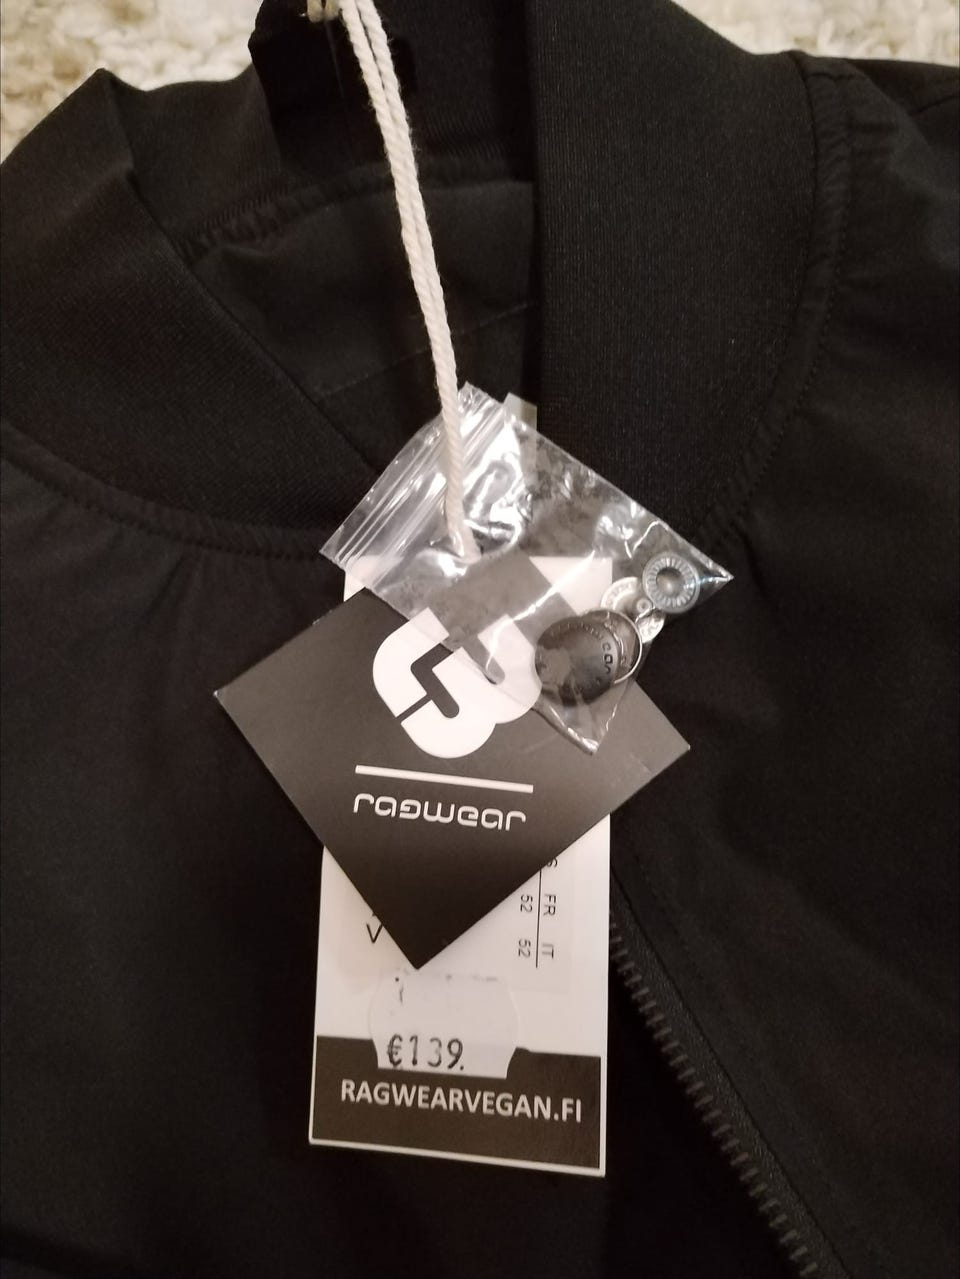 ragwear
FR IT
52 52
€139.
RAGWEARVEGAN.FI